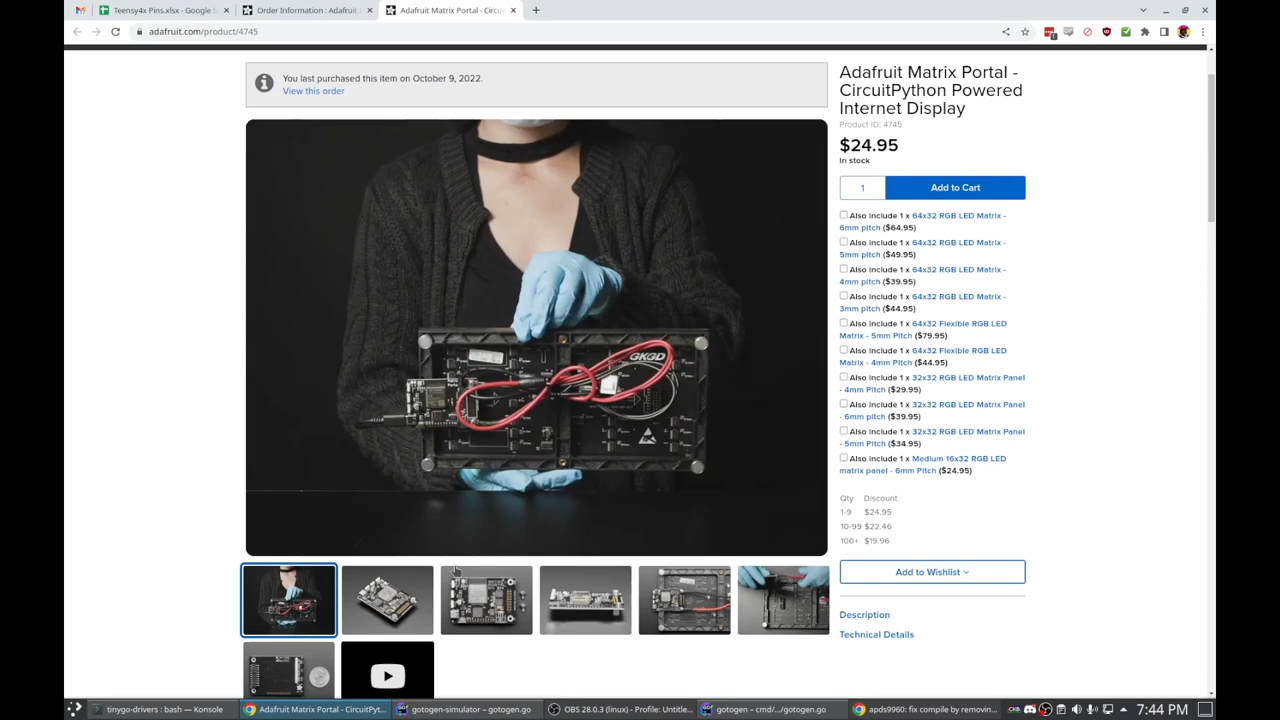 Teensy4x Pins.xlsx - Google S
Order Information : Adafruit
Adafruit Matrix Portal - Circu
adafruit.com/product/4745
You last purchased this item on October 9, 2022.
View this order
GKGD
Adafruit Matrix Portal -
CircuitPython Powered
Internet Display
Product ID: 4745
$24.95
In stock
1
Add to Cart
Also include 1 x 64x32 RGB LED Matrix -
6mm pitch ($64.95)
Also include 1 x 64x32 RGB LED Matrix -
5mm pitch ($49.95)
Also include 1 x 64x32 RGB LED Matrix -
4mm pitch ($39.95)
Also include 1 x 64x32 RGB LED Matrix -
3mm pitch ($44.95)
Also include 1 x 64x32 Flexible RGB LED
Matrix - 5mm Pitch ($79.95)
Also include 1 x 64x32 Flexible RGB LED
Matrix - 4mm Pitch ($44.95)
Also include 1 x 32x32 RGB LED Matrix Panel
- 4mm Pitch ($29.95)
Also include 1 x 32x32 RGB LED Matrix Panel
- 6mm pitch ($39.95)
Also include 1 x 32x32 RGB LED Matrix Panel
- 5mm Pitch ($34.95)
Also include 1 x Medium 16x32 RGB LED
matrix panel - 6mm Pitch ($24.95)
Qty Discount
1-9 $24.95
10-99 $22.46
100+ $19.96
Add to Wishlist
Description
Technical Details
tinygo-drivers : bash — Konsole
Adafruit Matrix Portal - CircuitPyt...
gotogen-simulator – gotogen.go
OBS 28.0.3 (linux) - Profile: Untitle...
gotogen – cmd/.../gotogen.go
apds9960: fix compile by removin...
7:44 PM